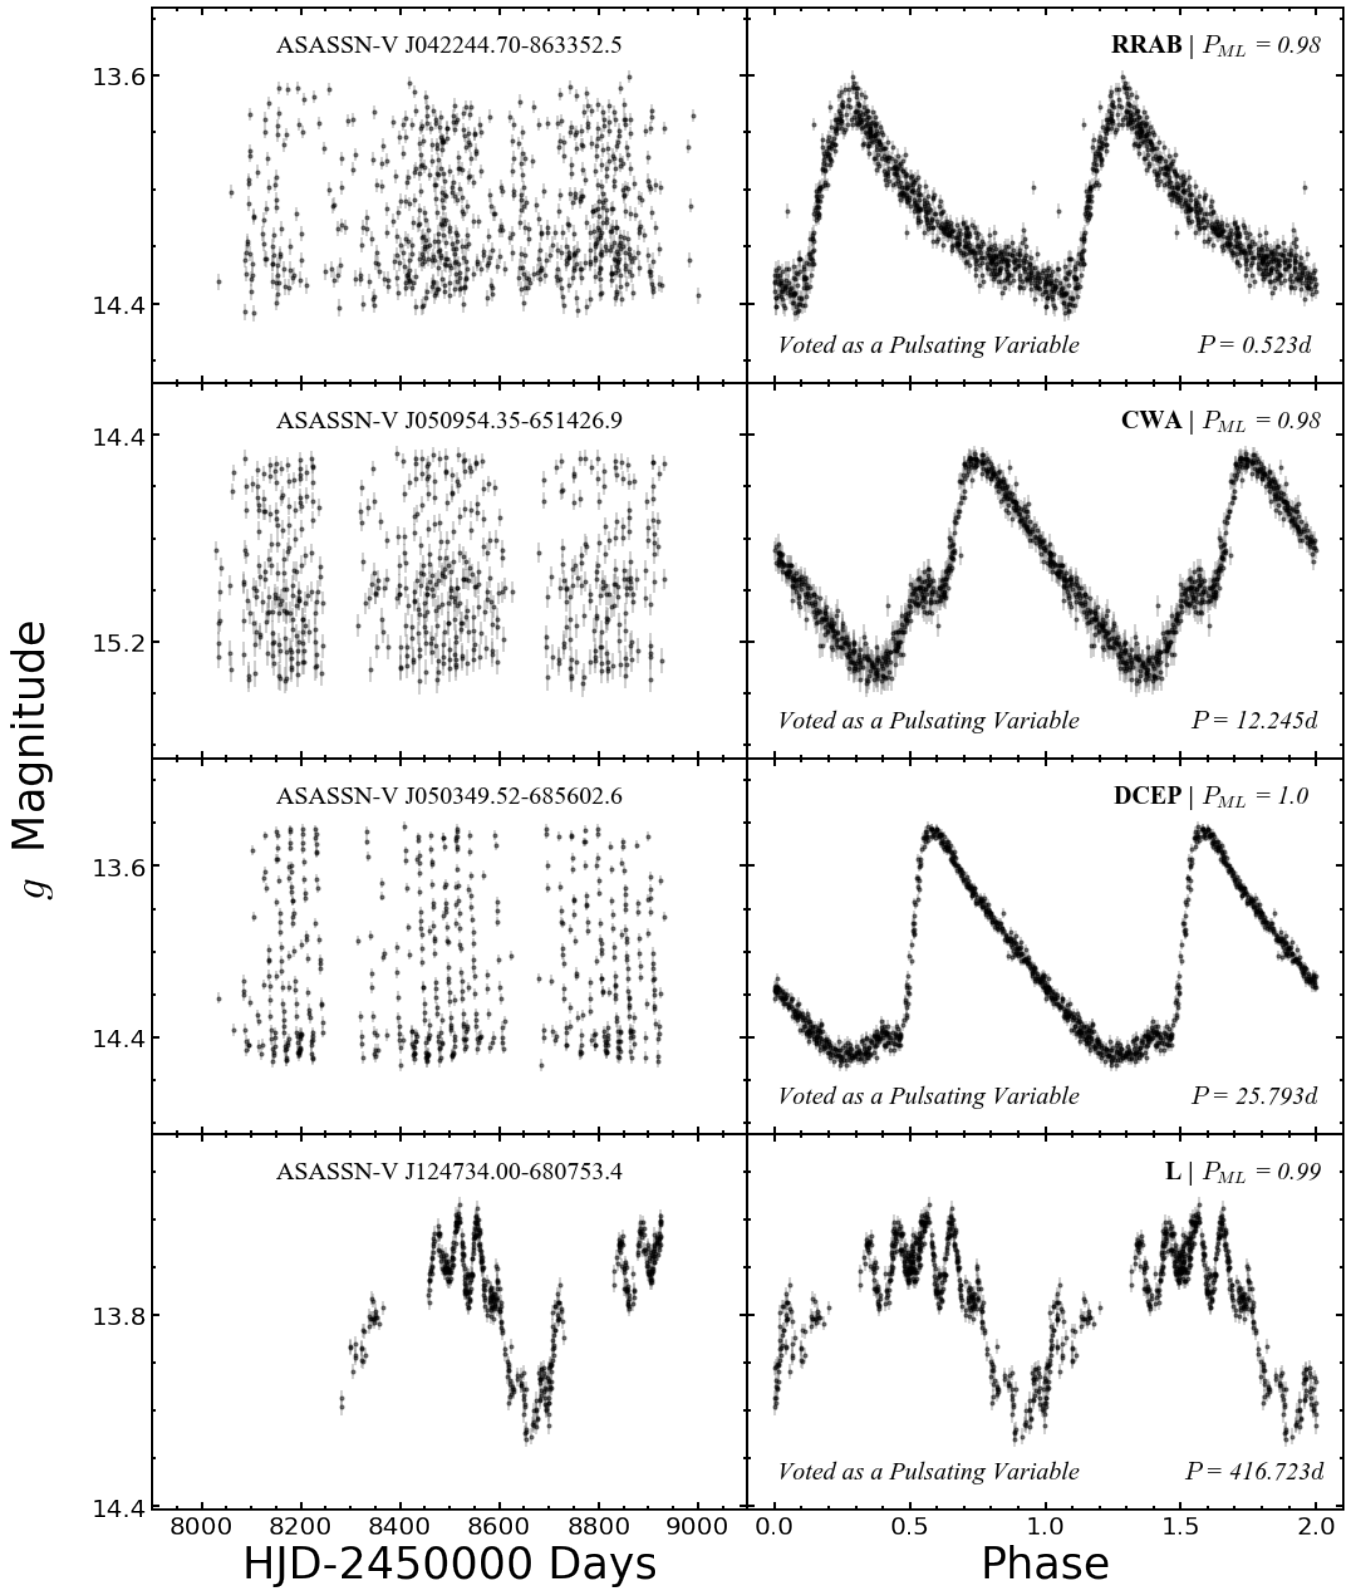 ASASSN-V J042244.70-863352.5
RRAB | P_ML = 0.98
13.6
14.4
Voted as a Pulsating Variable P = 0.523d
ASASSN-V J050954.35-651426.9
CWA | P_ML = 0.98
14.4
15.2
Voted as a Pulsating Variable P = 12.245d
ASASSN-V J050349.52-685602.6
DCEP | P_ML = 1.0
13.6
14.4
Voted as a Pulsating Variable P = 25.793d
ASASSN-V J124734.00-680753.4
L | P_ML = 0.99
13.8
14.4
Voted as a Pulsating Variable P = 416.723d
g Magnitude
8000 8200 8400 8600 8800 9000
0.0 0.5 1.0 1.5 2.0
HJD-2450000 Days
Phase